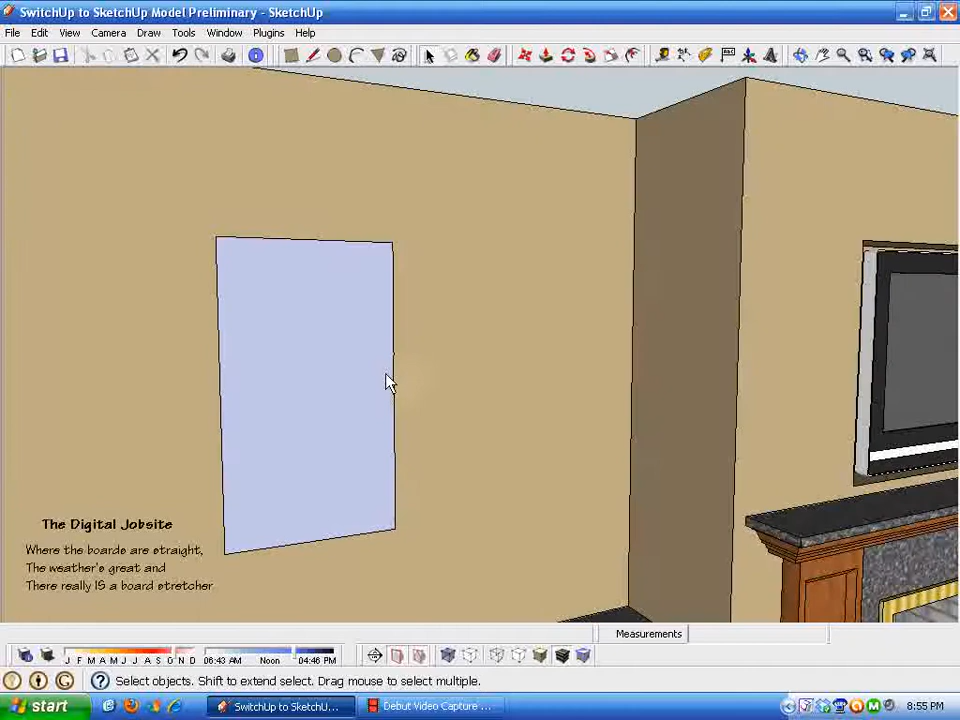 SwitchUp to SketchUp Model Preliminary - SketchUp
File Edit View Camera Draw Tools Window Plugins Help
The Digital Jobsite
Where the boards are straight,
The weather's great and
There really IS a board stretcher
Measurements
J F M A M J J A S O N D 06:43 AM Noon 04:46 PM
Select objects. Shift to extend select. Drag mouse to select multiple.
start SwitchUp to SketchU... Debut Video Capture ... 8:55 PM